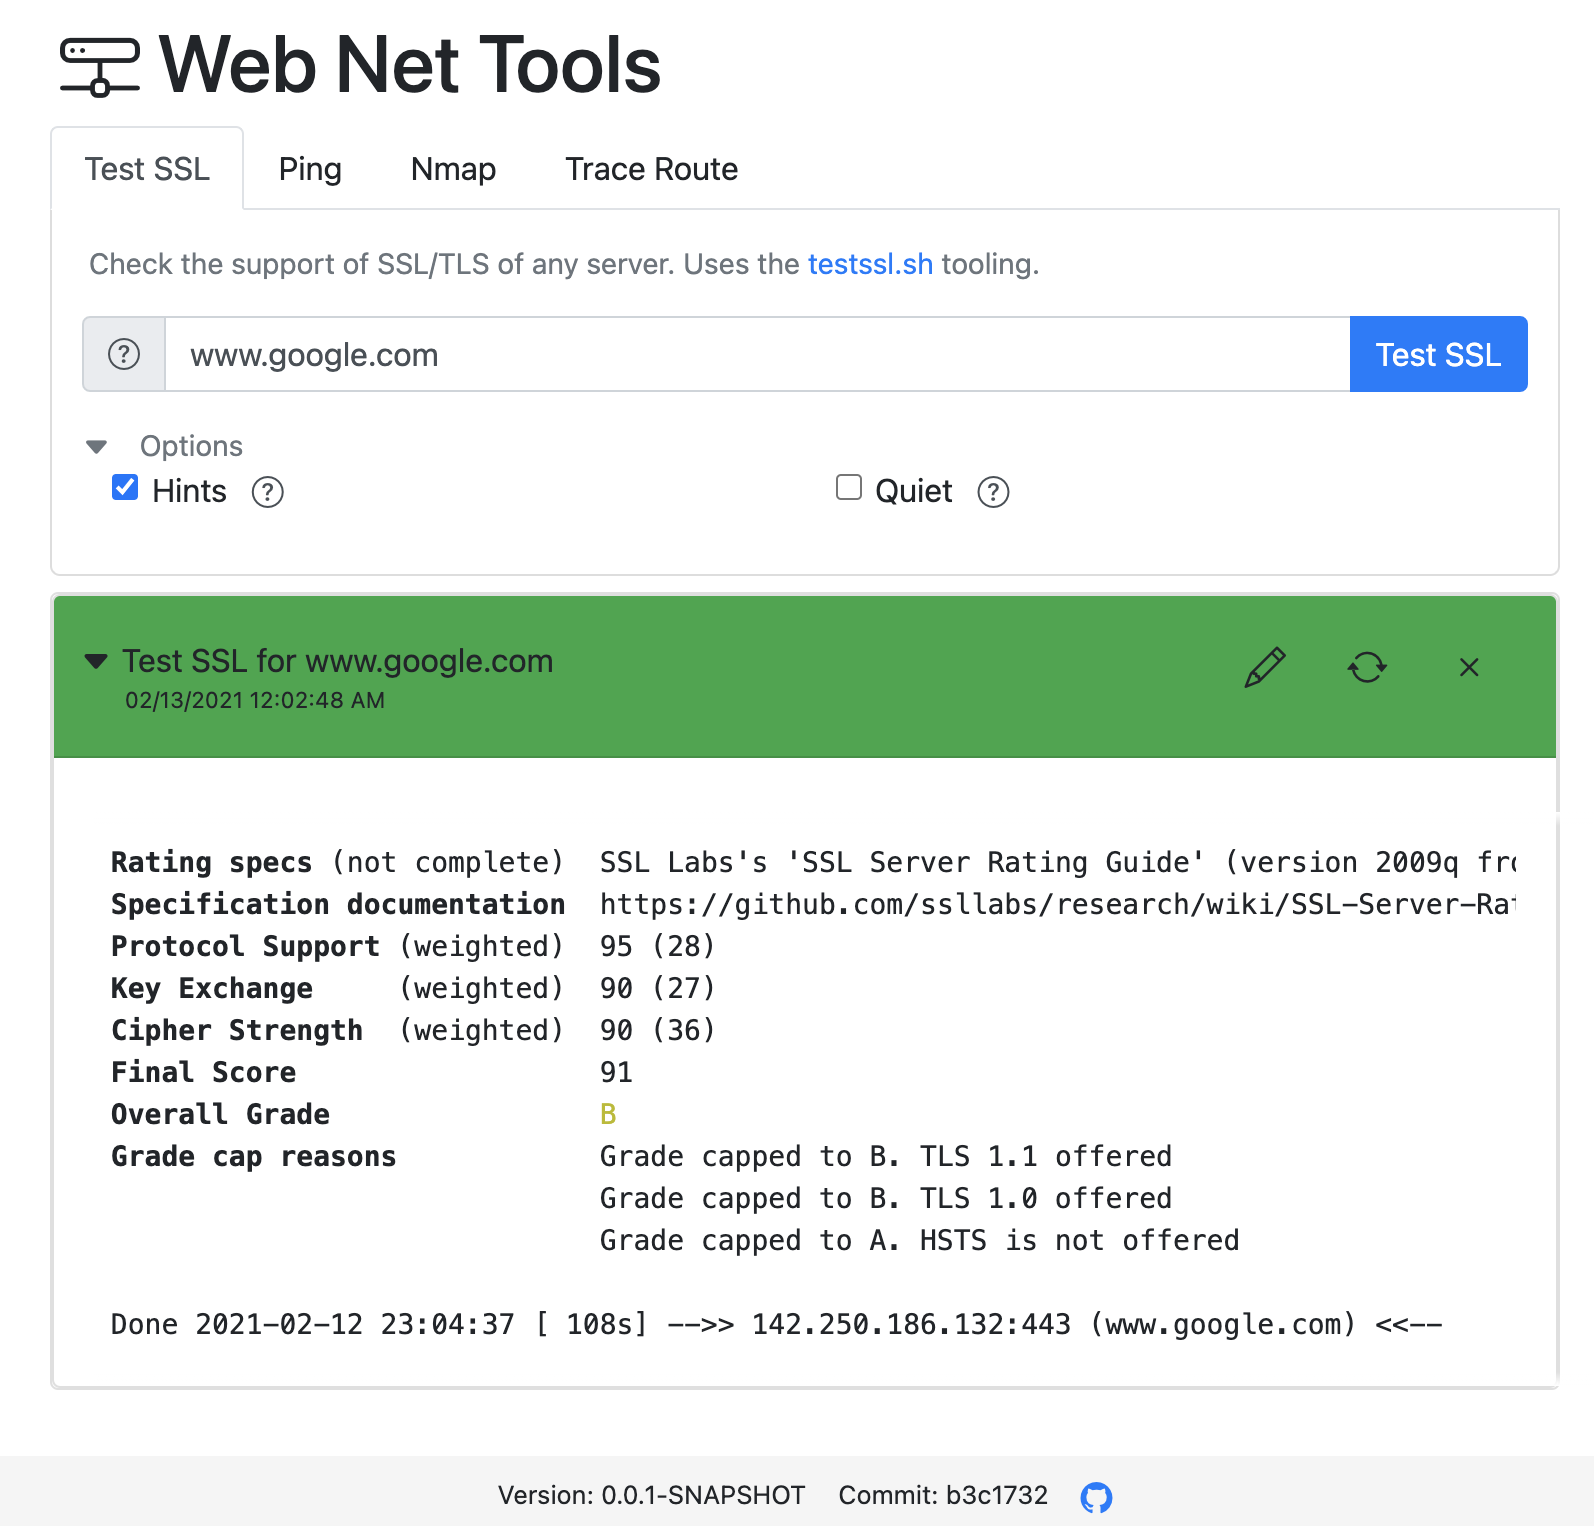 Web Net Tools
Test SSL Ping Nmap Trace Route
Check the support of SSL/TLS of any server. Uses the testssl.sh tooling.
? www.google.com Test SSL
Options
Hints ? Quiet ?
Test SSL for www.google.com
02/13/2021 12:02:48 AM
Rating specs (not complete) SSL Labs's 'SSL Server Rating Guide' (version 2009q
Specification documentation https://github.com/ssllabs/research/wiki/SSL-Server-Rat
Protocol Support (weighted) 95 (28)
Key Exchange (weighted) 90 (27)
Cipher Strength (weighted) 90 (36)
Final Score 91
Overall Grade B
Grade cap reasons Grade capped to B. TLS 1.1 offered
Grade capped to B. TLS 1.0 offered
Grade capped to A. HSTS is not offered
Done 2021-02-12 23:04:37 [ 108s] -->> 142.250.186.132:443 (www.google.com) <<--
Version: 0.0.1-SNAPSHOT Commit: b3c1732